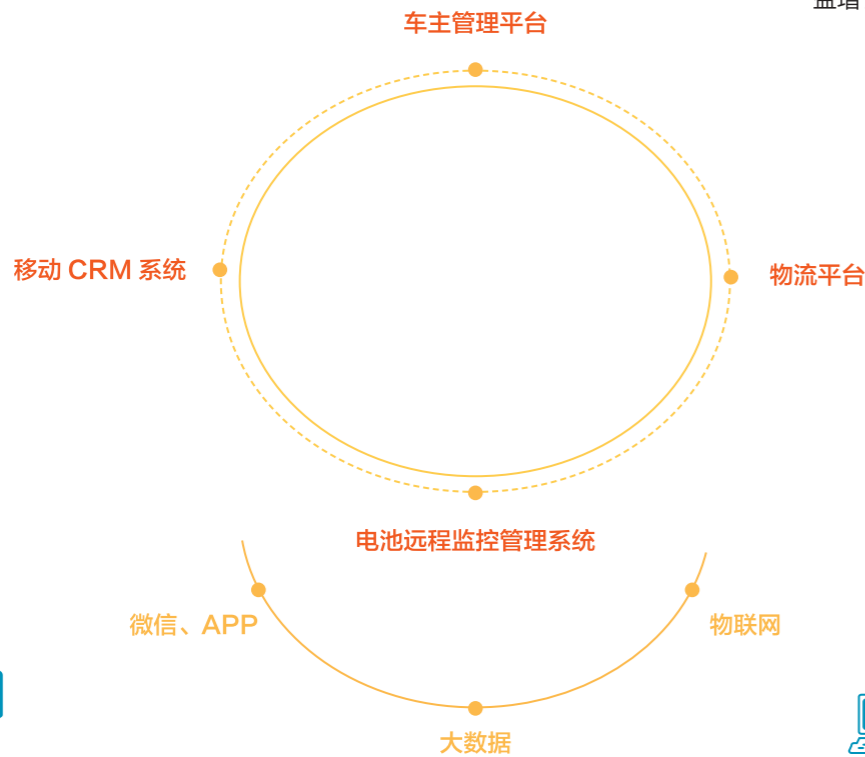 车主管理平台
移动 CRM 系统
物流平台
电池远程监控管理系统
微信、APP
物联网
大数据